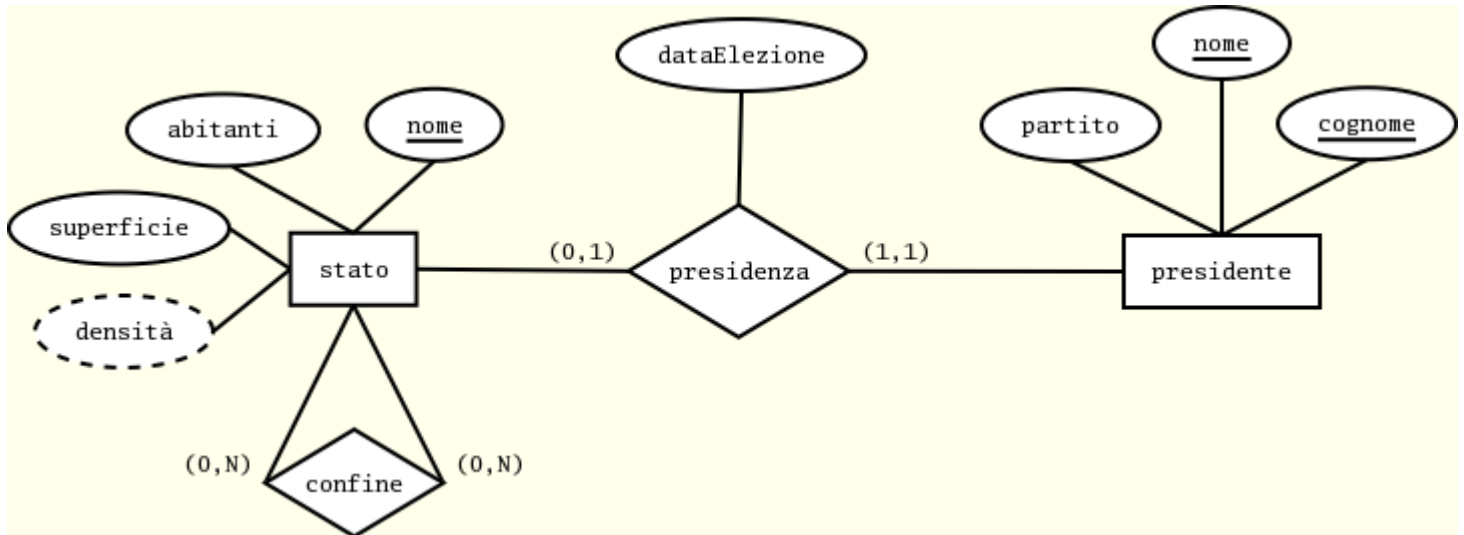 nome
dataElezione
abitanti
nome
partito
cognome
superficie
(0,1)
(1,1)
stato
presidenza
presidente
densità
(0,N)
(0,N)
confine